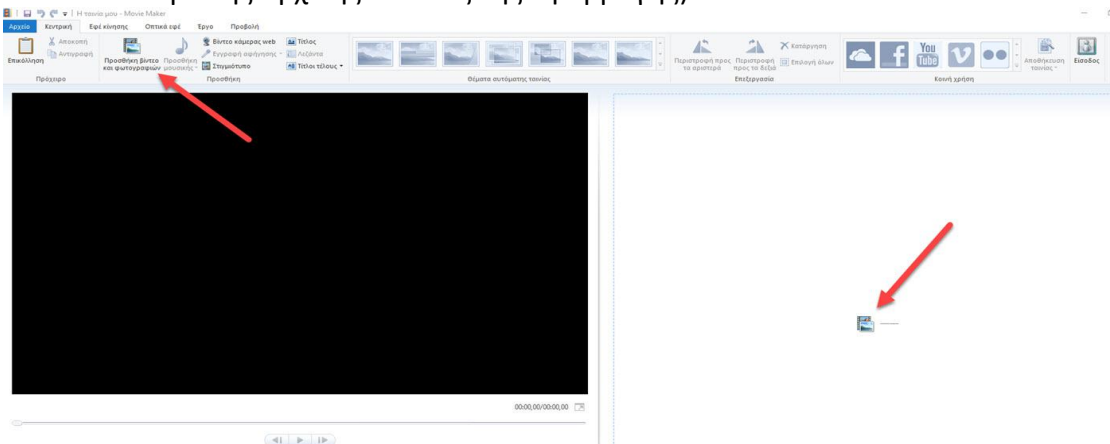 Η ταινία μου - Movie Maker
Αρχείο Κεντρική Εφέ κίνησης Οπτικά εφέ Έργο Προβολή
Επικόλληση
Αποκοπή
Αντιγραφή
Πρόχειρο
Προσθήκη βίντεο και φωτογραφιών
Προσθήκη μουσικής
Βίντεο κάμερας web
Εγγραφή αφήγησης
Στιγμιότυπο
Τίτλος
Λεζάντα
Τίτλοι τέλους
Προσθήκη
Θέματα αυτόματης ταινίας
Περιστροφή προς τα αριστερά
Περιστροφή προς τα δεξιά
Κατάργηση
Επιλογή όλων
Επεξεργασία
f
You Tube
V
Κοινή χρήση
Αποθήκευση ταινίας
Είσοδος
00:00,00/00:00,00